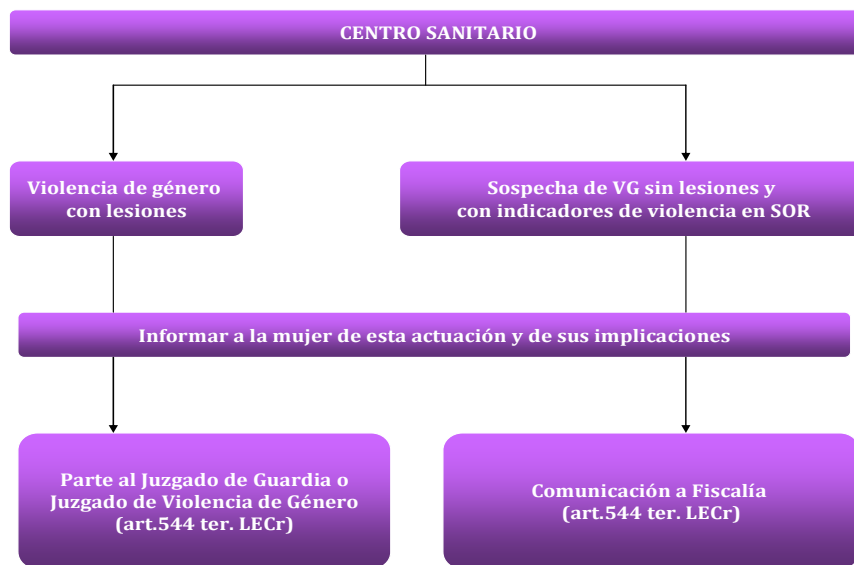 CENTRO SANITARIO
Violencia de género
con lesiones
Sospecha de VG sin lesiones y
con indicadores de violencia en SOR
Informar a la mujer de esta actuación y de sus implicaciones
Parte al Juzgado de Guardia o
Juzgado de Violencia de Género
(art.544 ter. LECr)
Comunicación a Fiscalía
(art.544 ter. LECr)